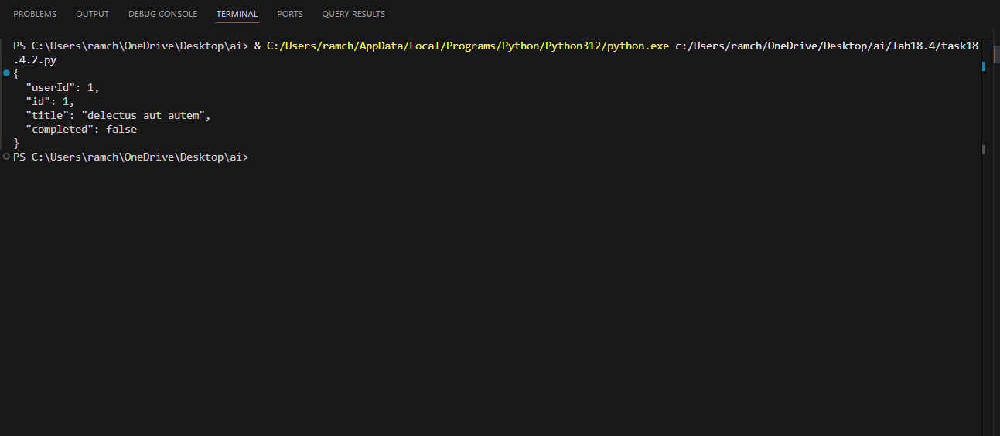 PROBLEMS OUTPUT DEBUG CONSOLE TERMINAL PORTS QUERY RESULTS
PS C:\Users\ramch\OneDrive\Desktop\ai> & C:/Users/ramch/AppData/Local/Programs/Python/Python312/python.exe c:/Users/ramch/OneDrive/Desktop/ai/lab18.4/task18
.4.2.py
{
  "userId": 1,
  "id": 1,
  "title": "delectus aut autem",
  "completed": false
}
PS C:\Users\ramch\OneDrive\Desktop\ai>